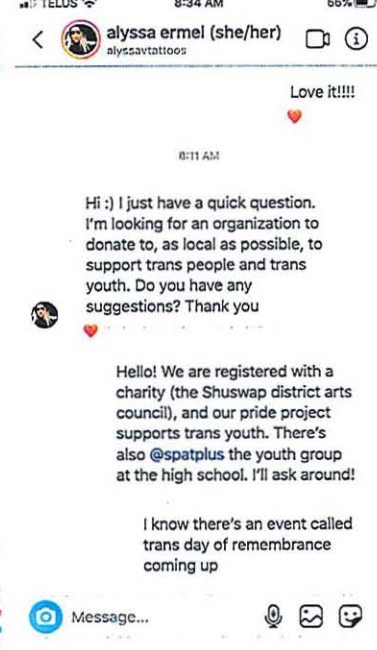 TELUS 8:34 AM 66%
alyssa ermel (she/her)
alyssavtattoos
Love it!!!!
8:11 AM
Hi :) I just have a quick question.
I'm looking for an organization to
donate to, as local as possible, to
support trans people and trans
youth. Do you have any
suggestions? Thank you
Hello! We are registered with a
charity (the Shuswap district arts
council), and our pride project
supports trans youth. There's
also @spatplus the youth group
at the high school. I'll ask around!
I know there's an event called
trans day of remembrance
coming up
Message...